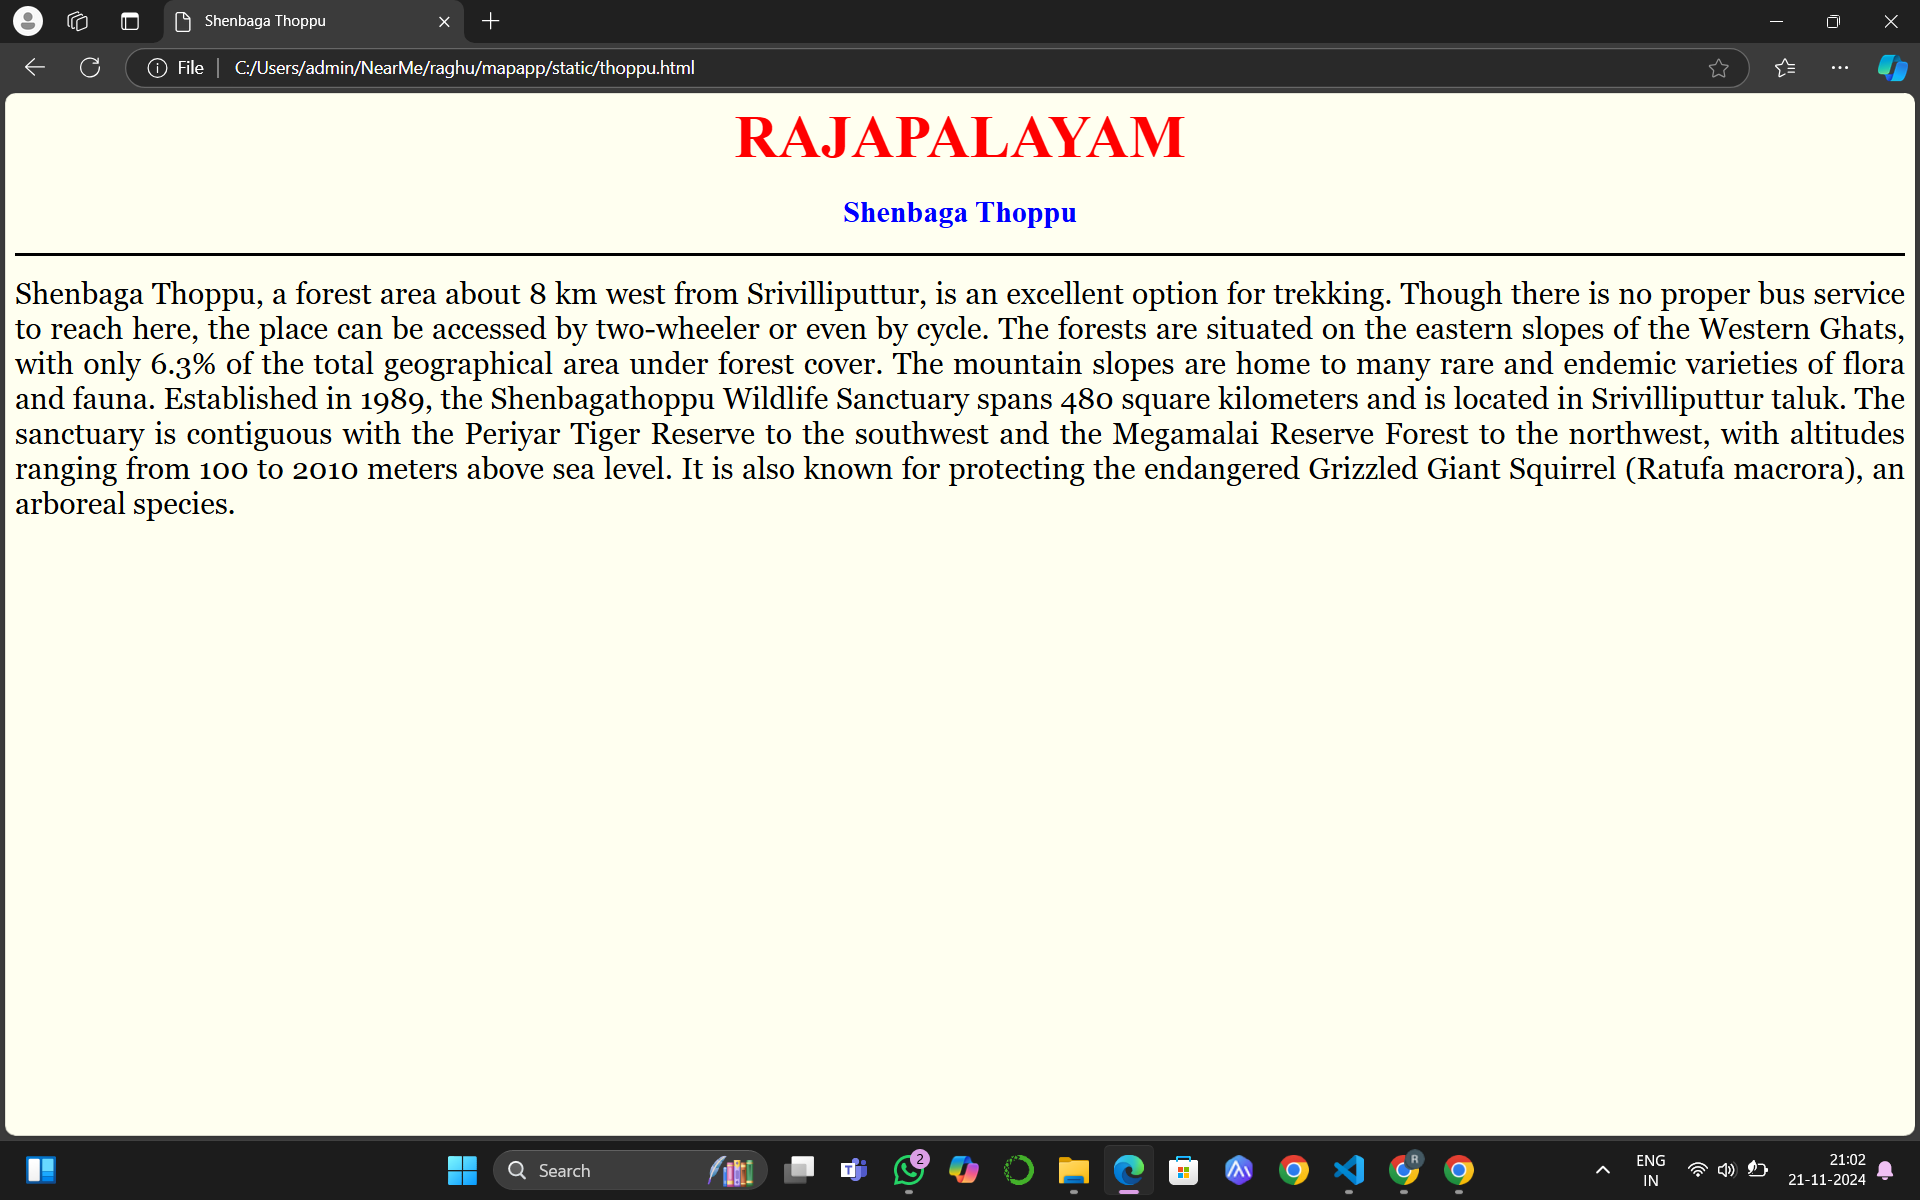 Shenbaga Thoppu
File
C:/Users/admin/NearMe/raghu/mapapp/static/thoppu.html
RAJAPALAYAM
Shenbaga Thoppu
Shenbaga Thoppu, a forest area about 8 km west from Srivilliputtur, is an excellent option for trekking. Though there is no proper bus service
to reach here, the place can be accessed by two-wheeler or even by cycle. The forests are situated on the eastern slopes of the Western Ghats,
with only 6.3% of the total geographical area under forest cover. The mountain slopes are home to many rare and endemic varieties of flora
and fauna. Established in 1989, the Shenbagathoppu Wildlife Sanctuary spans 480 square kilometers and is located in Srivilliputtur taluk. The
sanctuary is contiguous with the Periyar Tiger Reserve to the southwest and the Megamalai Reserve Forest to the northwest, with altitudes
ranging from 100 to 2010 meters above sea level. It is also known for protecting the endangered Grizzled Giant Squirrel (Ratufa macrora), an
arboreal species.
Search
T
2
R
ENG
IN
21:02
21-11-2024